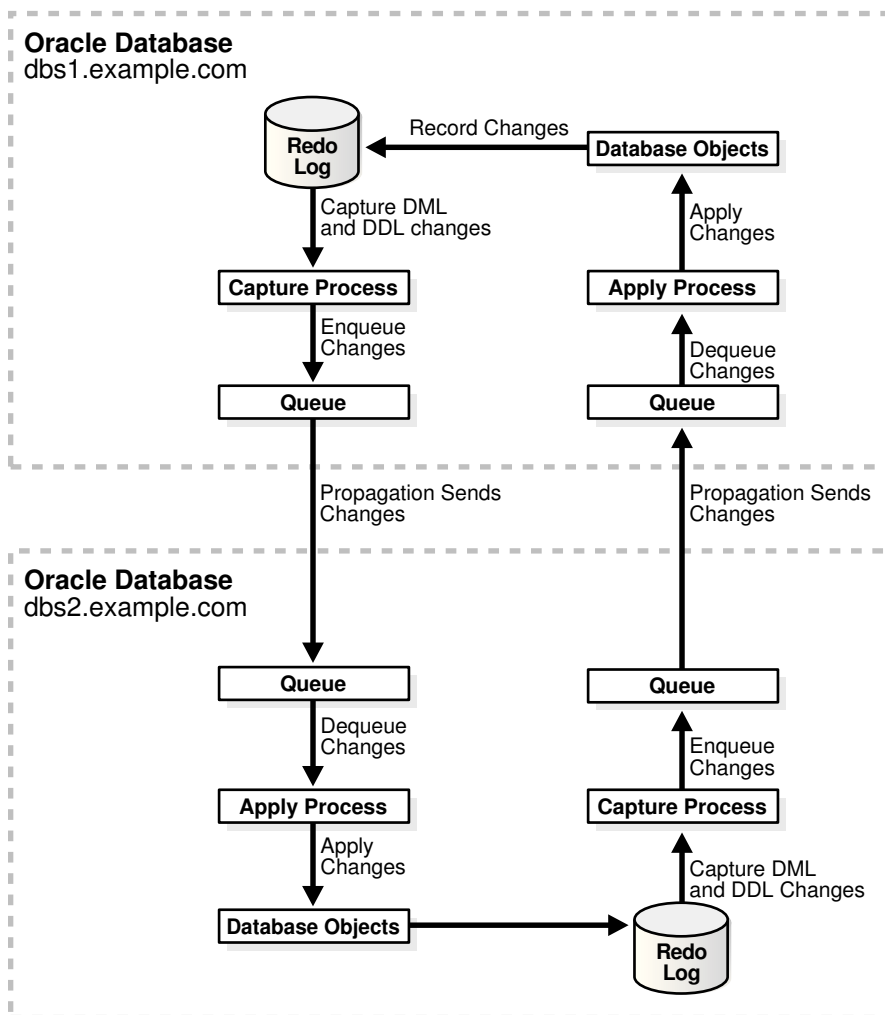 Oracle Database
dbs1.example.com
Record Changes
Redo
Log
Database Objects
Capture DML
and DDL changes
Apply
Changes
Capture Process
Apply Process
Enqueue
Changes
Dequeue
Changes
Queue
Queue
Propagation Sends
Changes
Propagation Sends
Changes
Oracle Database
dbs2.example.com
Queue
Queue
Dequeue
Changes
Enqueue
Changes
Apply Process
Capture Process
Apply
Changes
Capture DML
and DDL Changes
Database Objects
Redo
Log